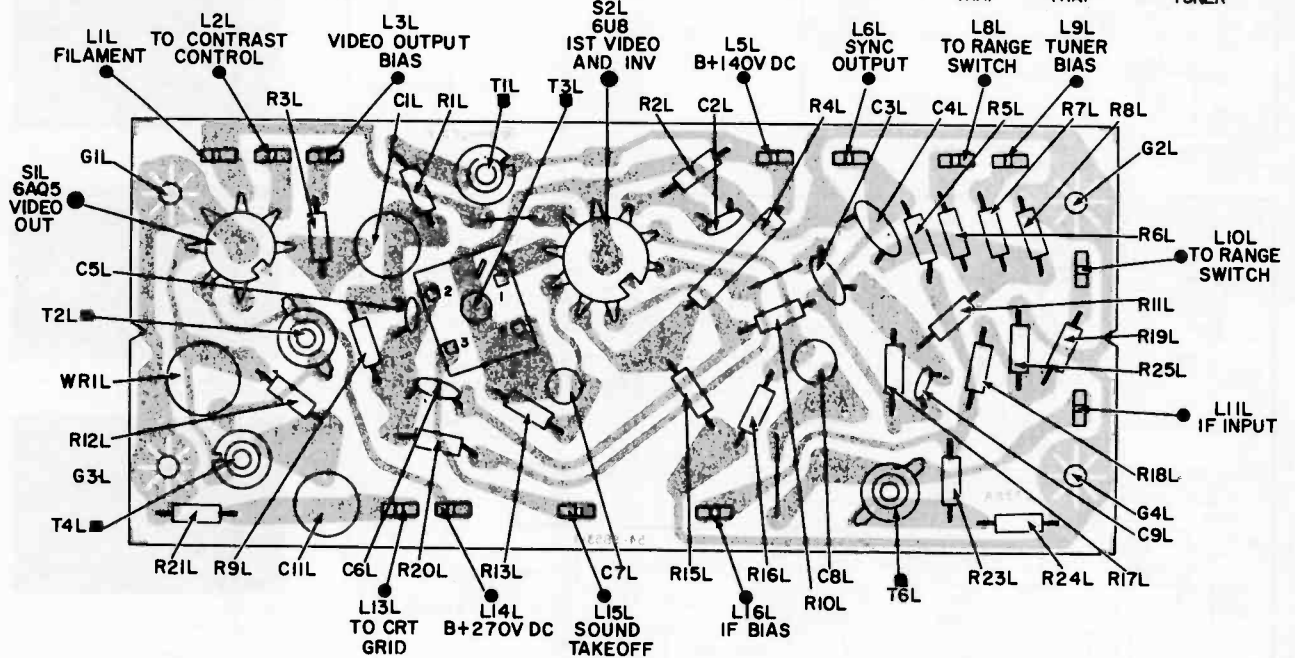 TUNER
L1L
FILAMENT
L2L
TO CONTRAST
CONTROL
L3L
VIDEO OUTPUT
BIAS
S2L
6U8
IST VIDEO
AND INV
L5L
B+140V DC
L6L
SYNC
OUTPUT
L8L
TO RANGE
SWITCH
L9L
TUNER
BIAS
R3L
C1L
R1L
T1L
T3L
R2L
C2L
R4L
C3L
C4L
R5L
R7L
R8L
G1L
G2L
S1L
6AQ5
VIDEO
OUT
R6L
L10L
TO RANGE
SWITCH
C5L
2
1
4
3
T2L
R11L
R19L
WR1L
R25L
R12L
L11L
IF INPUT
G3L
R18L
T4L
G4L
C9L
R21L
R9L
C11L
C6L
R20L
R13L
C7L
R15L
R16L
R10L
C8L
T6L
R23L
R24L
R17L
L13L
TO CRT
GRID
L14L
B+270V DC
L15L
SOUND
TAKEOFF
L16L
IF BIAS